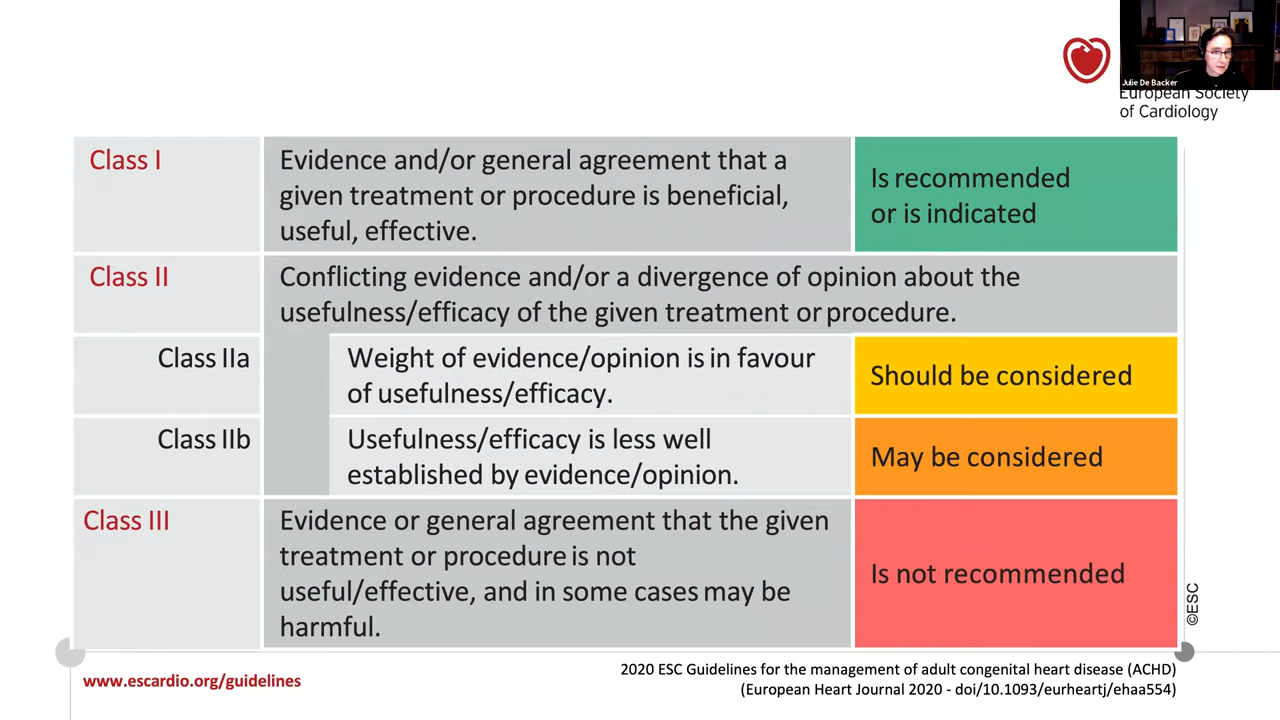 Julie De Backer
European Society
of Cardiology
Class I
Evidence and/or general agreement that a
given treatment or procedure is beneficial,
useful, effective.
Is recommended
or is indicated
Class II
Conflicting evidence and/or a divergence of opinion about the
usefulness/efficacy of the given treatment or procedure.
Class IIa
Weight of evidence/opinion is in favour
of usefulness/efficacy.
Should be considered
Class IIb
Usefulness/efficacy is less well
established by evidence/opinion.
May be considered
Class III
Evidence or general agreement that the given
treatment or procedure is not
useful/effective, and in some cases may be
harmful.
Is not recommended
©ESC
www.escardio.org/guidelines
2020 ESC Guidelines for the management of adult congenital heart disease (ACHD)
(European Heart Journal 2020 - doi/10.1093/eurheartj/ehaa554)